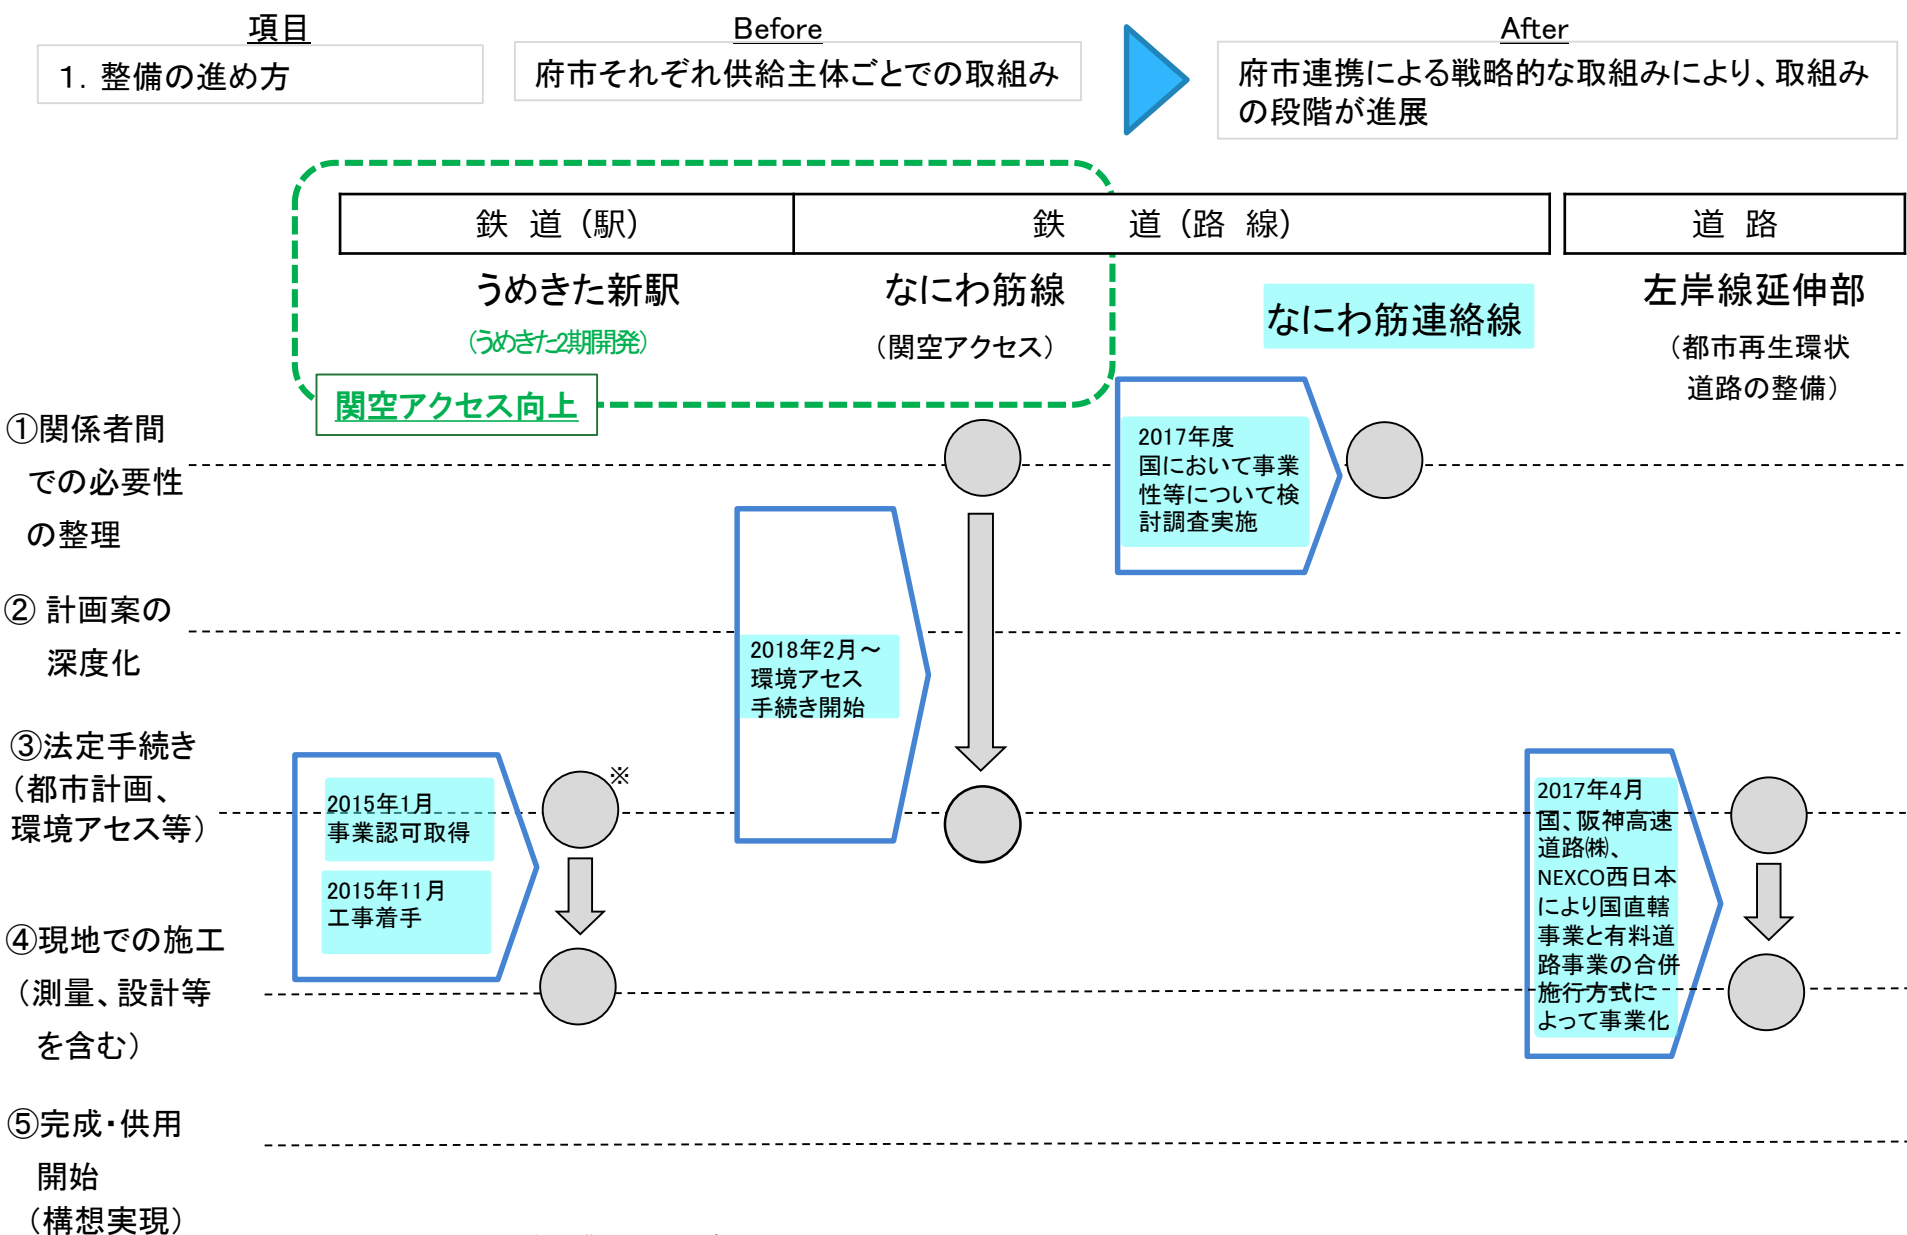 項目
Before
After
１．整備の進め方
府市それぞれ供給主体ごとでの取組み
府市連携による戦略的な取組みにより、取組み
の段階が進展
鉄 道（駅）
鉄 道（路 線）
道 路
うめきた新駅
（うめきた2期開発）
なにわ筋線
（関空アクセス）
なにわ筋連絡線
左岸線延伸部
（都市再生環状
道路の整備）
関空アクセス向上
①関係者間
での必要性
の整理
2017年度
国において事業
性等について検
討調査実施
② 計画案の
深度化
2018年2月～
環境アセス
手続き開始
③法定手続き
（都市計画、
環境アセス等）
2015年1月
事業認可取得
2015年11月
工事着手
※
2017年4月
国、阪神高速
道路㈱、
NEXCO西日本
により国直轄
事業と有料道
路事業の合併
施行方式に
よって事業化
④現地での施工
（測量、設計等
を含む）
⑤完成・供用
開始
（構想実現）